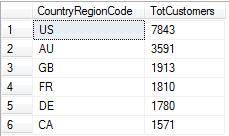 CountryRegionCode TotCustomers
1 US 7843
2 AU 3591
3 GB 1913
4 FR 1810
5 DE 1780
6 CA 1571